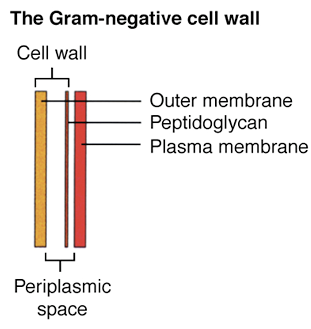 The Gram-negative cell wall
Cell wall
Outer membrane
Peptidoglycan
Plasma membrane
Periplasmic
space